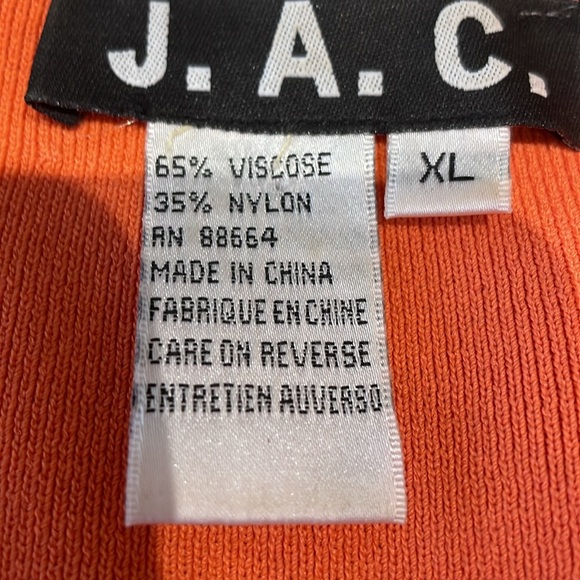 J. A. C.
XL
65% VISCOSE
35% NYLON
RN 88664
MADE IN CHINA
FABRIQUE EN CHINE
CARE ON REVERSE
ENTRETIEN AUVERSO